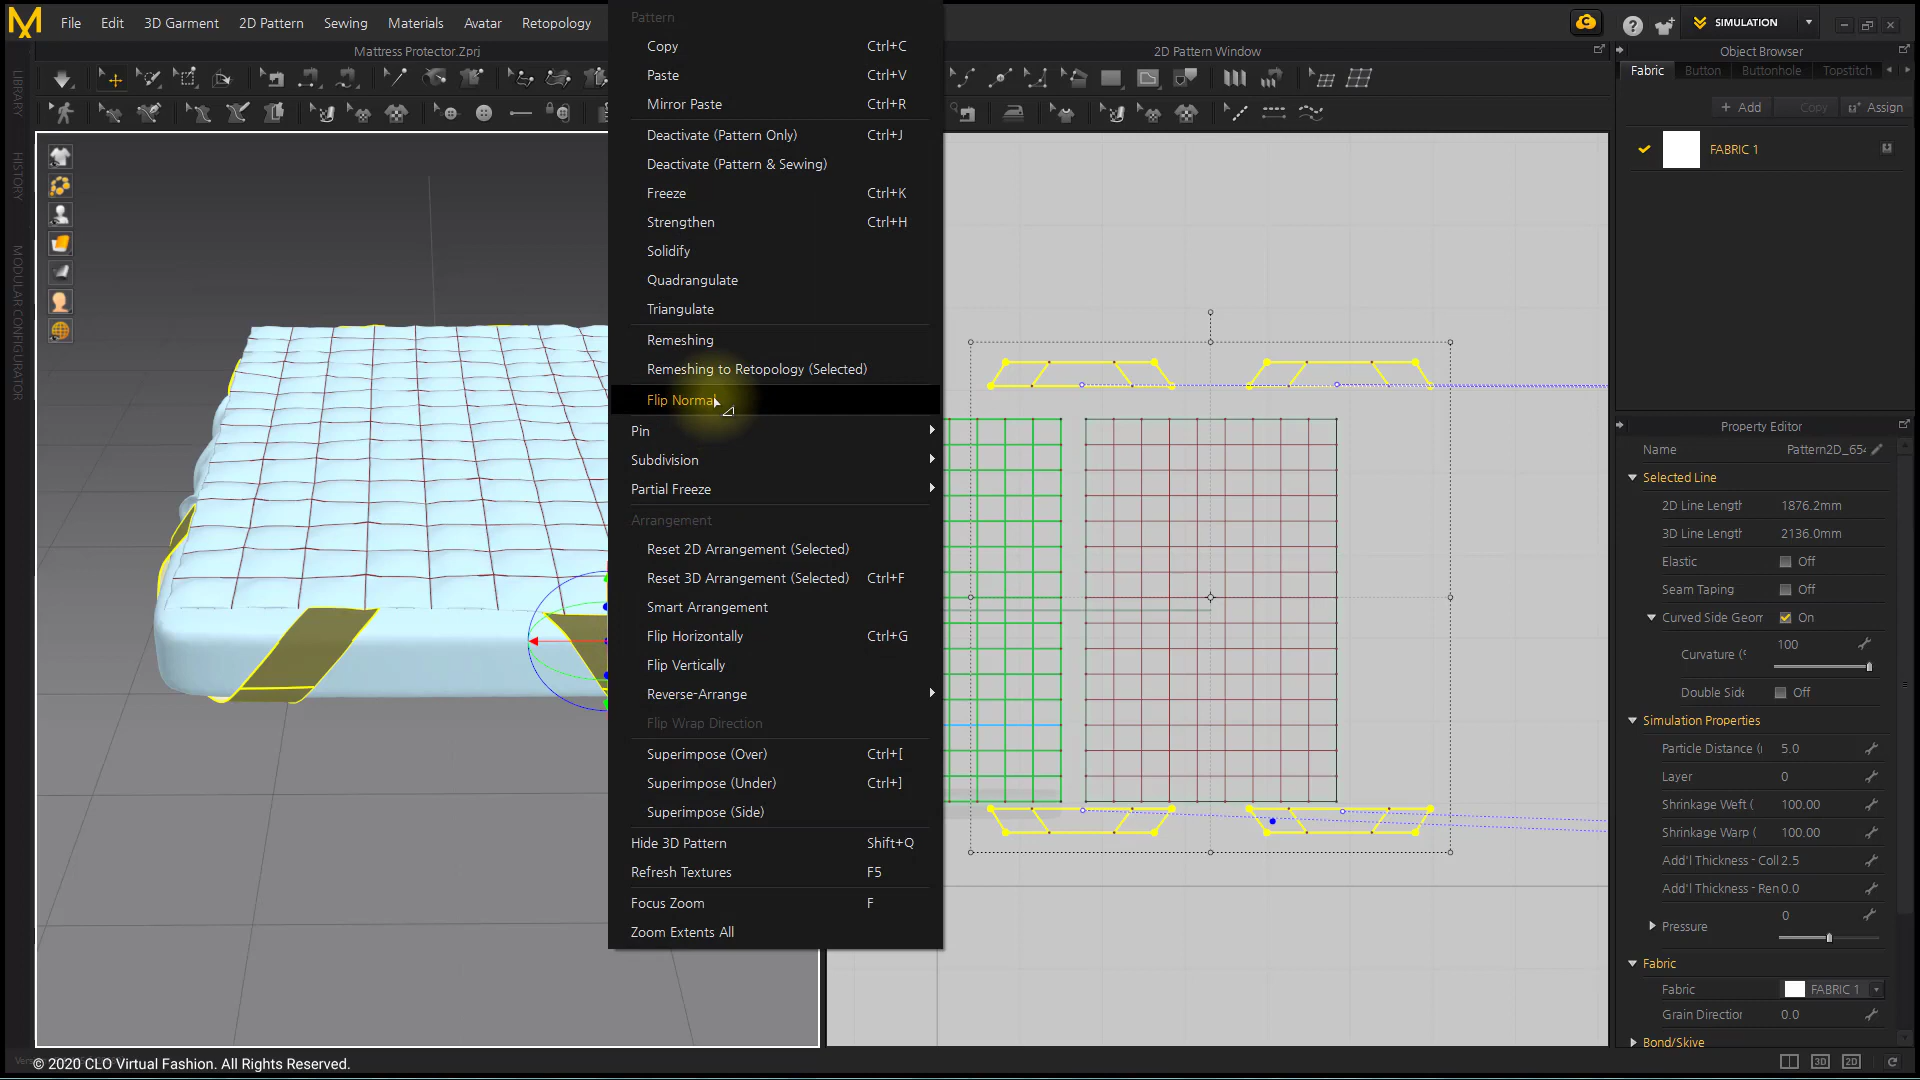 File Edit 3D Garment 2D Pattern Sewing Materials Avatar Retopology
SIMULATION
Mattress Protector.Zprj
2D Pattern Window
Object Browser
Fabric Button Buttonhole Topstitch
+ Add Copy Assign
FABRIC 1
LIBRARY
HISTORY
MODULAR CONFIGURATOR
Pattern
Copy Ctrl+C
Paste Ctrl+V
Mirror Paste Ctrl+R
Deactivate (Pattern Only) Ctrl+J
Deactivate (Pattern & Sewing)
Freeze Ctrl+K
Strengthen Ctrl+H
Solidify
Quadrangulate
Triangulate
Remeshing
Remeshing to Retopology (Selected)
Flip Normal
Pin
Subdivision
Partial Freeze
Arrangement
Reset 2D Arrangement (Selected)
Reset 3D Arrangement (Selected) Ctrl+F
Smart Arrangement
Flip Horizontally Ctrl+G
Flip Vertically
Reverse-Arrange
Flip Wrap Direction
Superimpose (Over) Ctrl+[
Superimpose (Under) Ctrl+]
Superimpose (Side)
Hide 3D Pattern Shift+Q
Refresh Textures F5
Focus Zoom F
Zoom Extents All
Property Editor
Name Pattern2D_654
Selected Line
2D Line Length 1876.2mm
3D Line Length 2136.0mm
Elastic Off
Seam Taping Off
Curved Side Geom On
Curvature (° 100
Double Side Off
Simulation Properties
Particle Distance ( 5.0
Layer 0
Shrinkage Weft ( 100.00
Shrinkage Warp ( 100.00
Add'l Thickness - Coll 2.5
Add'l Thickness - Ren 0.0
Pressure 0
Fabric
Fabric FABRIC 1
Grain Direction 0.0
Bond/Skive
3D 2D
© 2020 CLO Virtual Fashion. All Rights Reserved.